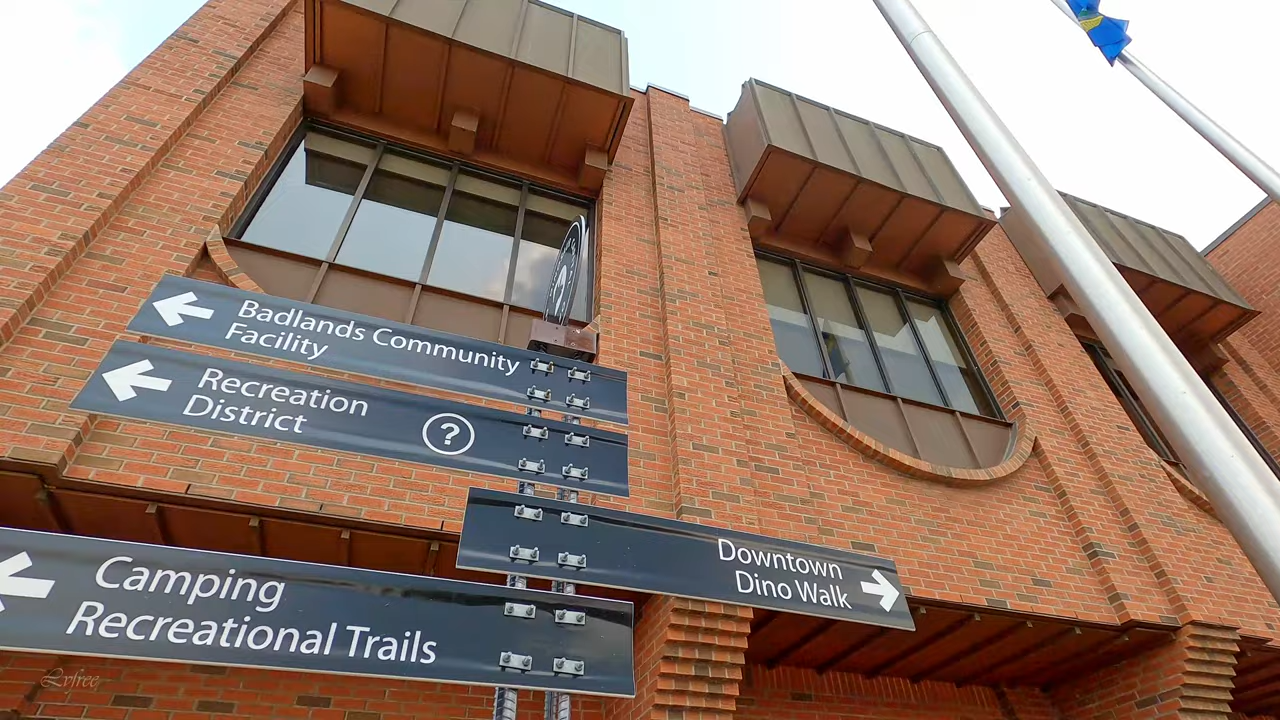 Badlands Community
Facility
Recreation
District
?
Downtown
Dino Walk
Camping
Recreational Trails
Lvfree